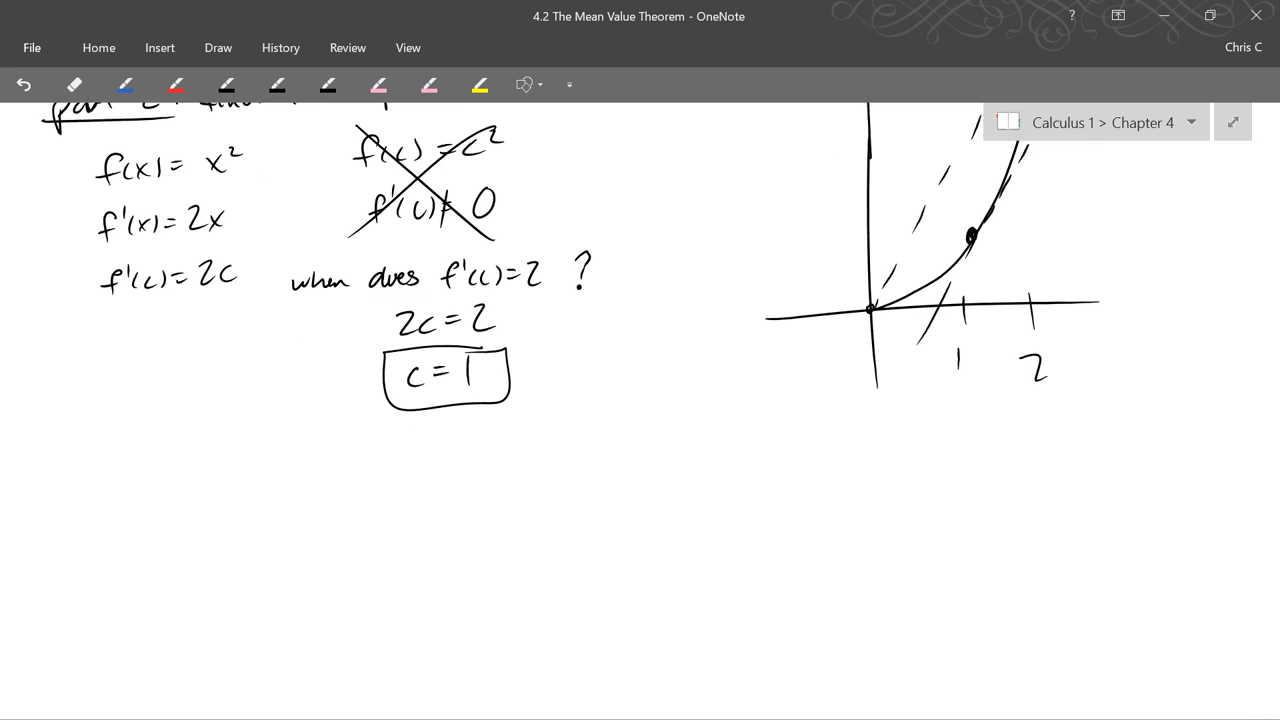 4.2 The Mean Value Theorem - OneNote
?
File Home Insert Draw History Review View
Chris C
Calculus 1 > Chapter 4
f(x) = x²
f(c) = c²
f'(x) = 2x
f'(c) = 0
f'(c) = 2c
when does f'(c) = 2 ?
2c = 2
c = 1
1 2